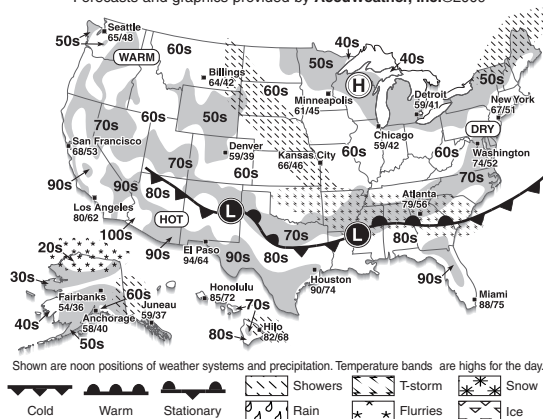 Forecasts and graphics provided by AccuWeather, Inc. ©2006
Seattle
65/48
50s
WARM
60s
Billings
64/42
50s
40s
40s
H
50s
Minneapolis
61/45
Detroit
59/41
New York
67/51
60s
60s
50s
70s
San Francisco
68/53
Denver
59/39
60s
Kansas City
66/46
60s
Chicago
59/42
60s
DRY
Washington
74/52
70s
70s
90s
90s
80s
Los Angeles
80/62
100s
HOT
90s
L
El Paso
94/64
90s
70s
80s
L
Atlanta
79/56
80s
90s
Houston
90/74
Miami
88/75
20s
30s
Fairbanks
54/36
40s
60s
Anchorage
58/40
50s
Juneau
59/37
Honolulu
85/72
70s
80s
Hilo
82/68
Shown are noon positions of weather systems and precipitation. Temperature bands are highs for the day.
Cold
Warm
Stationary
Showers
Rain
T-storm
Flurries
Snow
Ice